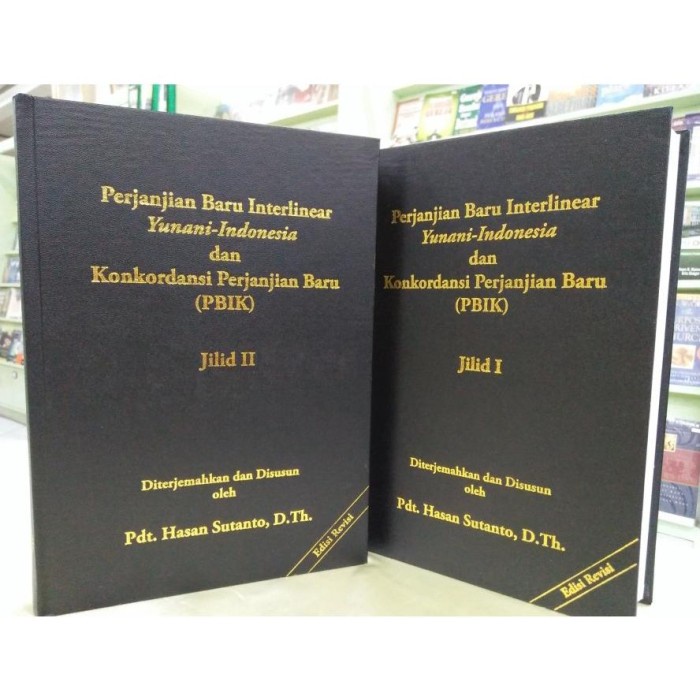 Perjanjian Baru Interlinear
Yunani-Indonesia
dan
Konkordansi Perjanjian Baru
(PBIK)
Jilid II
Diterjemahkan dan Disusun
oleh
Pdt. Hasan Sutanto, D.Th.
Edisi Revisi
Perjanjian Baru Interlinear
Yunani-Indonesia
dan
Konkordansi Perjanjian Baru
(PBIK)
Jilid I
Diterjemahkan dan Disusun
oleh
Pdt. Hasan Sutanto, D.Th.
Edisi Revisi